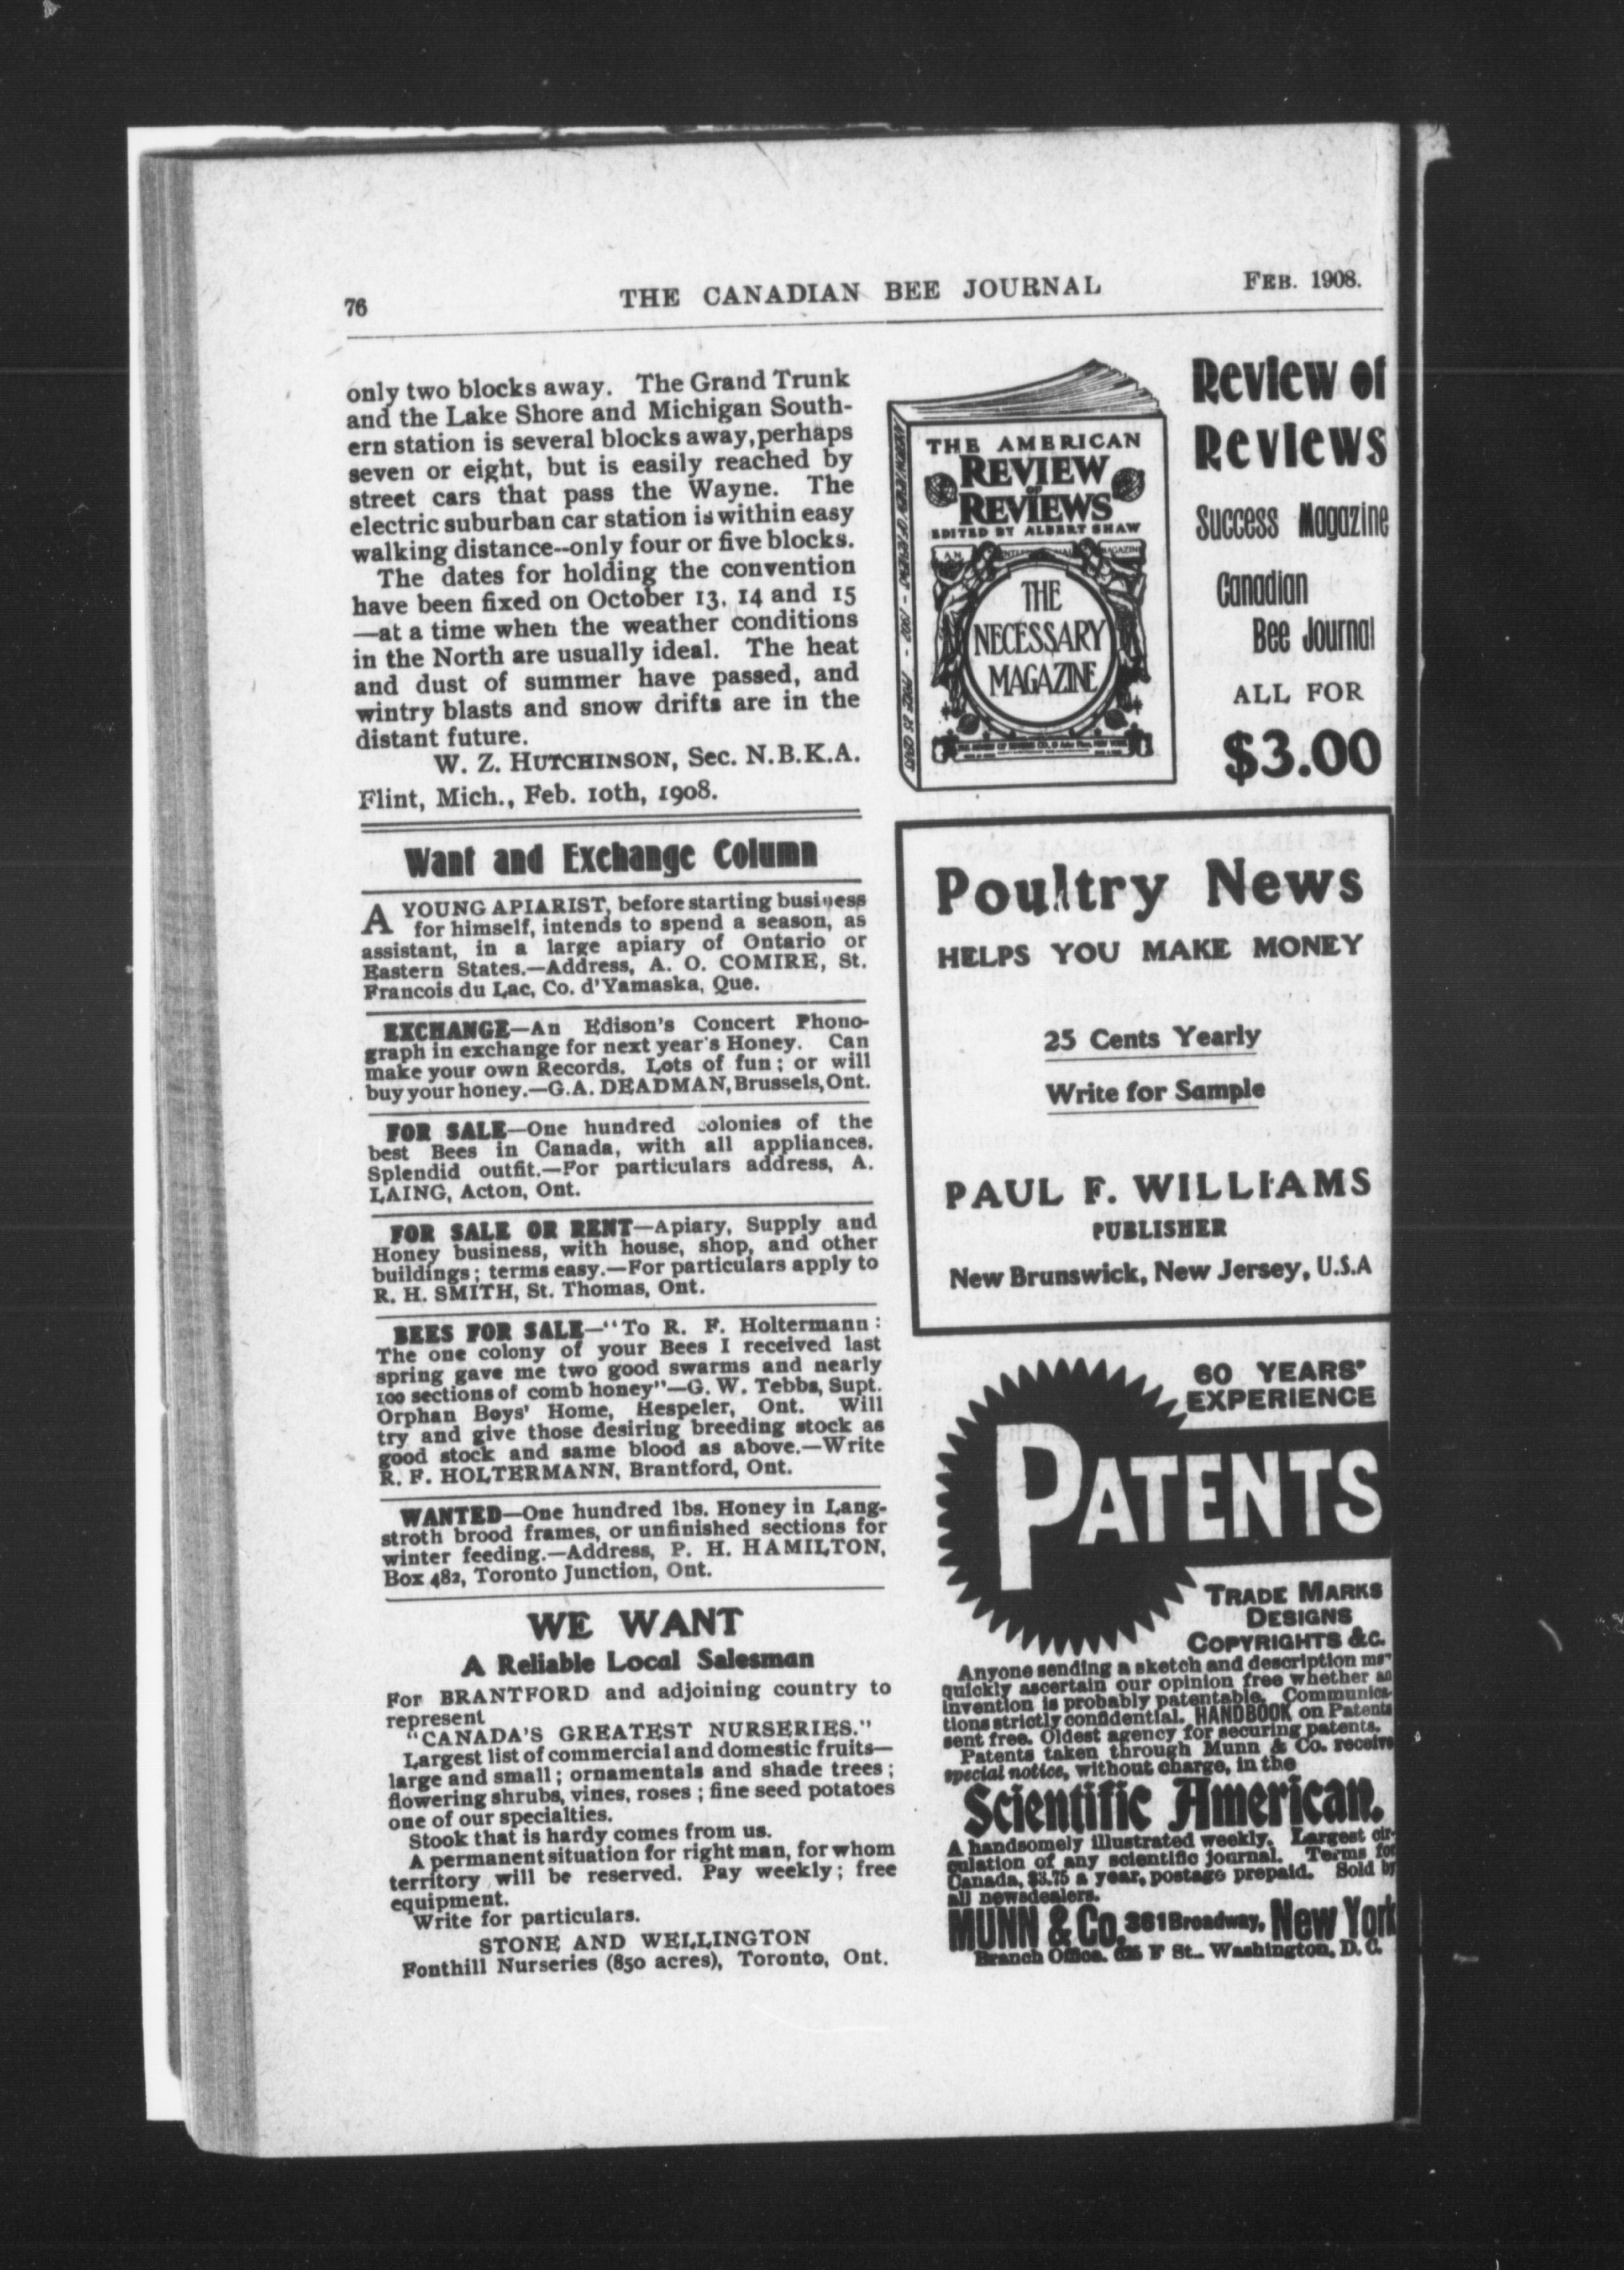 76
THE CANADIAN BEE JOURNAL
FEB. 1908.
only two blocks away. The Grand Trunk
and the Lake Shore and Michigan South-
ern station is several blocks away, perhaps
seven or eight, but is easily reached by
street cars that pass the Wayne. The
electric suburban car station is within easy
walking distance--only four or five blocks.
The dates for holding the convention
have been fixed on October 13, 14 and 15
—at a time when the weather conditions
in the North are usually ideal. The heat
and dust of summer have passed, and
wintry blasts and snow drifts are in the
distant future.
W. Z. HUTCHINSON, Sec. N.B.K.A.
Flint, Mich., Feb. 10th, 1908.
Want and Exchange Column
A YOUNG APIARIST, before starting business
for himself, intends to spend a season, as
assistant, in a large apiary of Ontario or
Eastern States.—Address, A. O. COMIRE, St.
Francois du Lac, Co. d'Yamaska, Que.
EXCHANGE—An Edison's Concert Phono-
graph in exchange for next year's Honey. Can
make your own Records. Lots of fun; or will
buy your honey.—G.A. DEADMAN, Brussels, Ont.
FOR SALE—One hundred colonies of the
best Bees in Canada, with all appliances.
Splendid outfit.—For particulars address, A.
LAING, Acton, Ont.
FOR SALE OR RENT—Apiary, Supply and
Honey business, with house, shop, and other
buildings; terms easy.—For particulars apply to
R. H. SMITH, St. Thomas, Ont.
BEES FOR SALE—"To R. F. Holtermann:
The one colony of your Bees I received last
spring gave me two good swarms and nearly
100 sections of comb honey"—G. W. Tebbs, Supt.
Orphan Boys' Home, Hespeler, Ont. Will
try and give those desiring breeding stock as
good stock and same blood as above.—Write
R. F. HOLTERMANN, Brantford, Ont.
WANTED—One hundred lbs. Honey in Lang-
stroth brood frames, or unfinished sections for
winter feeding.—Address, P. H. HAMILTON,
Box 482, Toronto Junction, Ont.
WE WANT
A Reliable Local Salesman
For BRANTFORD and adjoining country to
represent
"CANADA'S GREATEST NURSERIES."
Largest list of commercial and domestic fruits—
large and small; ornamentals and shade trees;
flowering shrubs, vines, roses; fine seed potatoes
one of our specialties.
Stook that is hardy comes from us.
A permanent situation for right man, for whom
territory will be reserved. Pay weekly; free
equipment.
Write for particulars.
STONE AND WELLINGTON
Fonthill Nurseries (850 acres), Toronto, Ont.
THE AMERICAN
REVIEW
OF
REVIEWS
EDITED BY ALBERT SHAW
THE
NECESSARY
MAGAZINE
Review of
Reviews
Success Magazine
Canadian
Bee Journal
ALL FOR
$3.00
Poultry News
HELPS YOU MAKE MONEY
25 Cents Yearly
Write for Sample
PAUL F. WILLIAMS
PUBLISHER
New Brunswick, New Jersey, U.S.A
60 YEARS'
EXPERIENCE
PATENTS
TRADE MARKS
DESIGNS
COPYRIGHTS &C.
Anyone sending a sketch and description may
quickly ascertain our opinion free whether an
invention is probably patentable. Communica-
tions strictly confidential. HANDBOOK on Patents
sent free. Oldest agency for securing patents.
Patents taken through Munn & Co. receive
special notice, without charge, in the
Scientific American.
A handsomely illustrated weekly. Largest cir-
culation of any scientific journal. Terms for
Canada, $3.75 a year, postage prepaid. Sold by
all newsdealers.
MUNN & Co. 361 Broadway, New York
Branch Office. 625 F St., Washington, D. C.